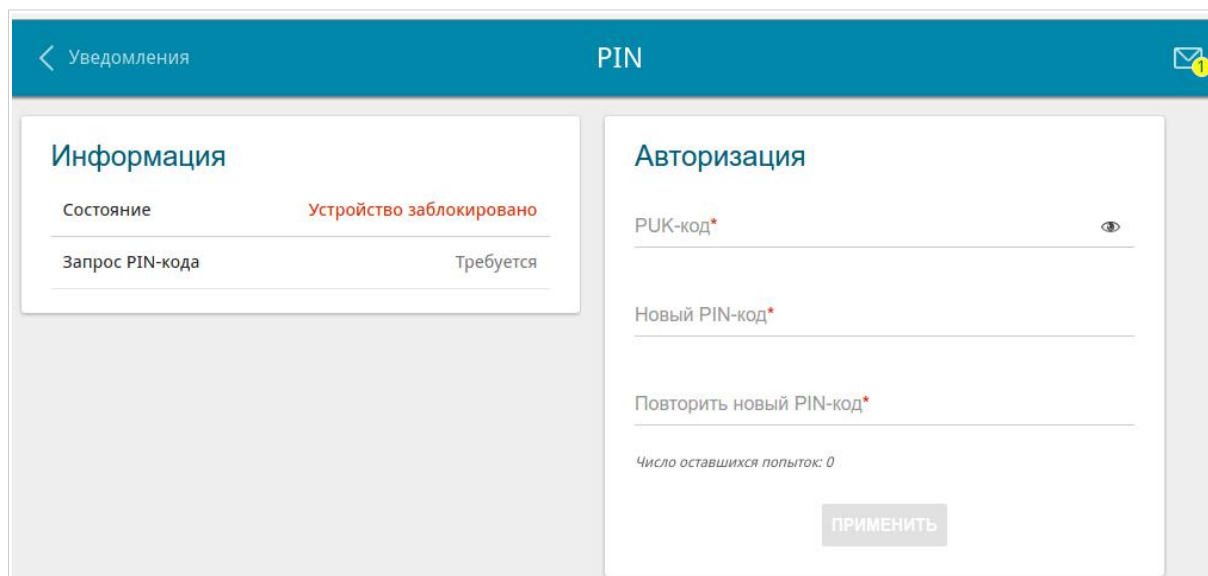 Уведомления
PIN
1
Информация
Состояние Устройство заблокировано
Запрос PIN-кода Требуется
Авторизация
PUK-код*
Новый PIN-код*
Повторить новый PIN-код*
Число оставшихся попыток: 0
ПРИМЕНИТЬ